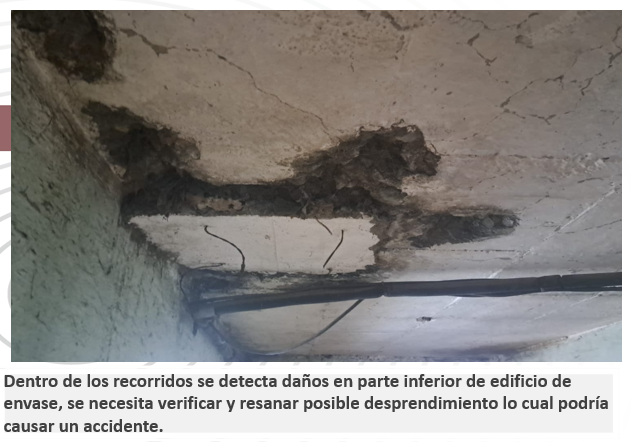 Dentro de los recorridos se detecta daños en parte inferior de edificio de
envase, se necesita verificar y resanar posible desprendimiento lo cual podría
causar un accidente.